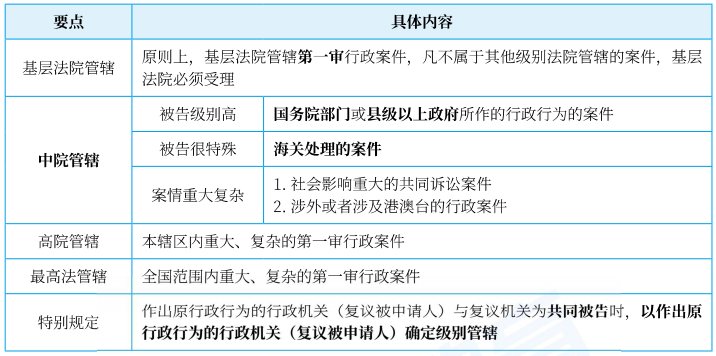 要点 具体内容
基层法院管辖 原则上，基层法院管辖第一审行政案件，凡不属于其他级别法院管辖的案件，基层
法院必须受理
中院管辖 被告级别高 国务院部门或县级以上政府所作的行政行为的案件
被告很特殊 海关处理的案件
案情重大复杂 1. 社会影响重大的共同诉讼案件
2. 涉外或者涉及港澳台的行政案件
高院管辖 本辖区内重大、复杂的第一审行政案件
最高法管辖 全国范围内重大、复杂的第一审行政案件
特别规定 作出原行政行为的行政机关（复议被申请人）与复议机关为共同被告时，以作出原
行政行为的行政机关（复议被申请人）确定级别管辖